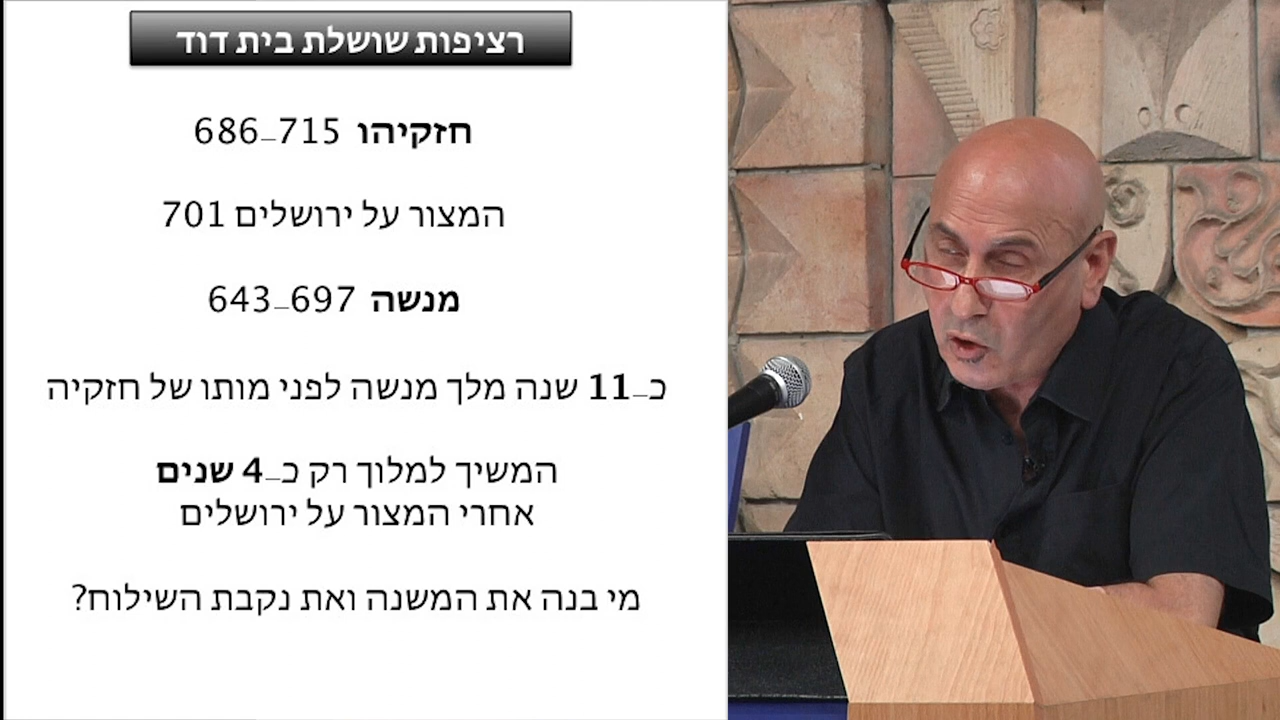 רציפות שושלת בית דוד
חזקיהו 715–686
המצור על ירושלים 701
מנשה 697–643
כ–11 שנה מלך מנשה לפני מותו של חזקיה
המשיך למלוך רק כ–4 שנים
אחרי המצור על ירושלים
מי בנה את המשנה ואת נקבת השילוח?